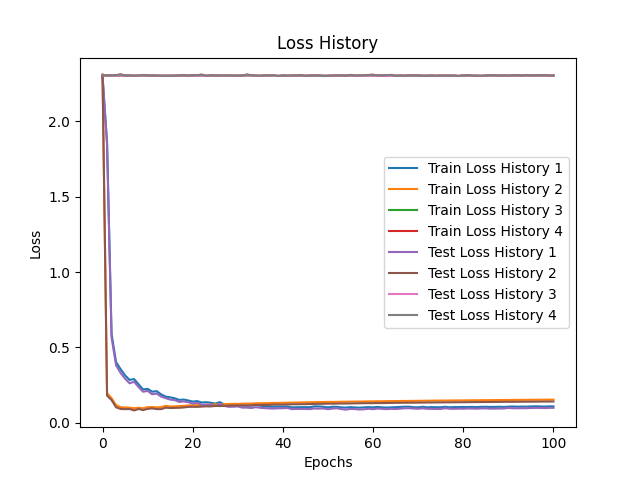 Loss History
2.0
1.5
1.0
0.5
0.0
Loss
Train Loss History 1
Train Loss History 2
Train Loss History 3
Train Loss History 4
Test Loss History 1
Test Loss History 2
Test Loss History 3
Test Loss History 4
0 20 40 60 80 100
Epochs